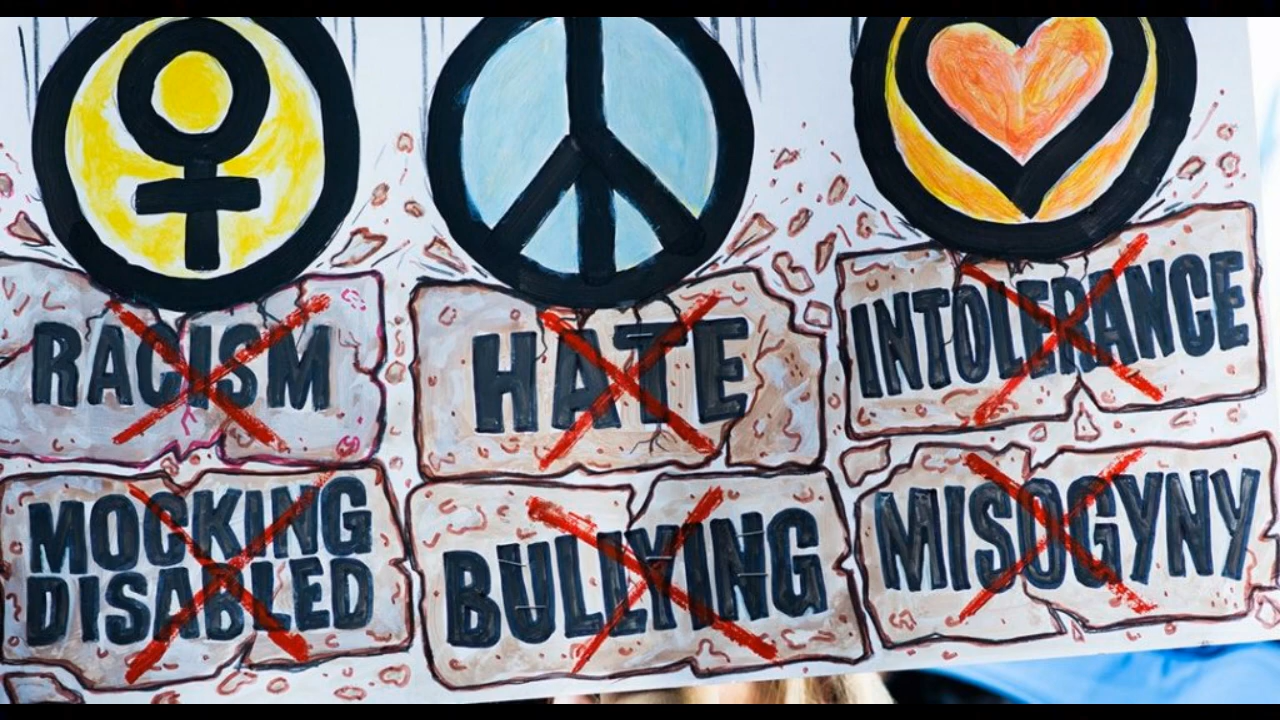 RACISM
HATE
INTOLERANCE
MOCKING
DISABLED
BULLYING
MISOGYNY